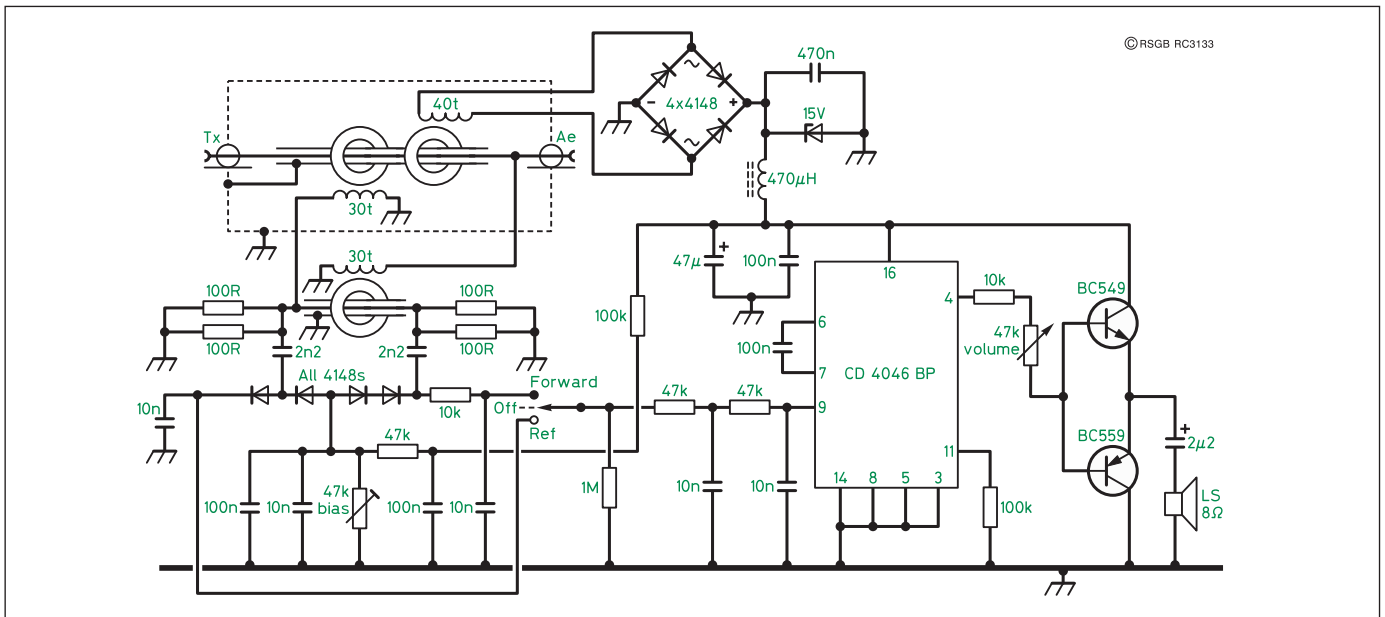 © RSGB RC3133
470n
4x4148
~
~
-
+
15V
40t
Tx
Ae
470μH
30t
30t
47μ
+
100n
16
4
10k
BC549
100R
100R
100R
100R
100k
6
100n
7
47k
volume
2n2
2n2
CD 4046 BP
All 4148s
Forward
10n
10k
Off
Ref
47k
47k
9
BC559
+
2μ2
47k
11
14
8
5
3
LS
8Ω
100n
10n
47k
bias
100n
10n
1M
10n
10n
100k